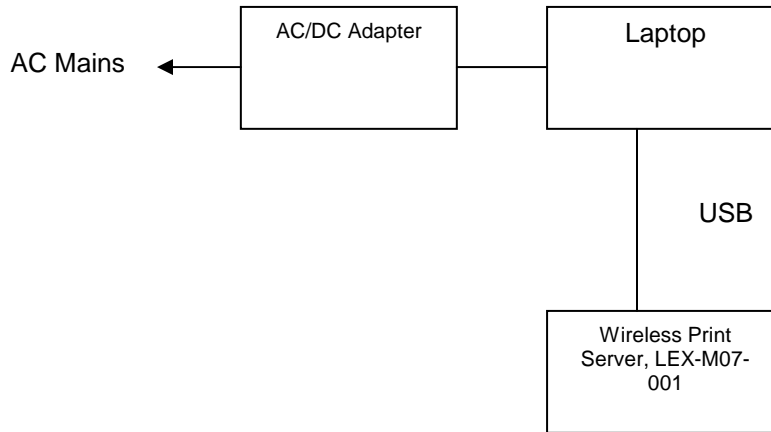 AC Mains
AC/DC Adapter
Laptop
USB
Wireless Print
Server, LEX-M07-
001